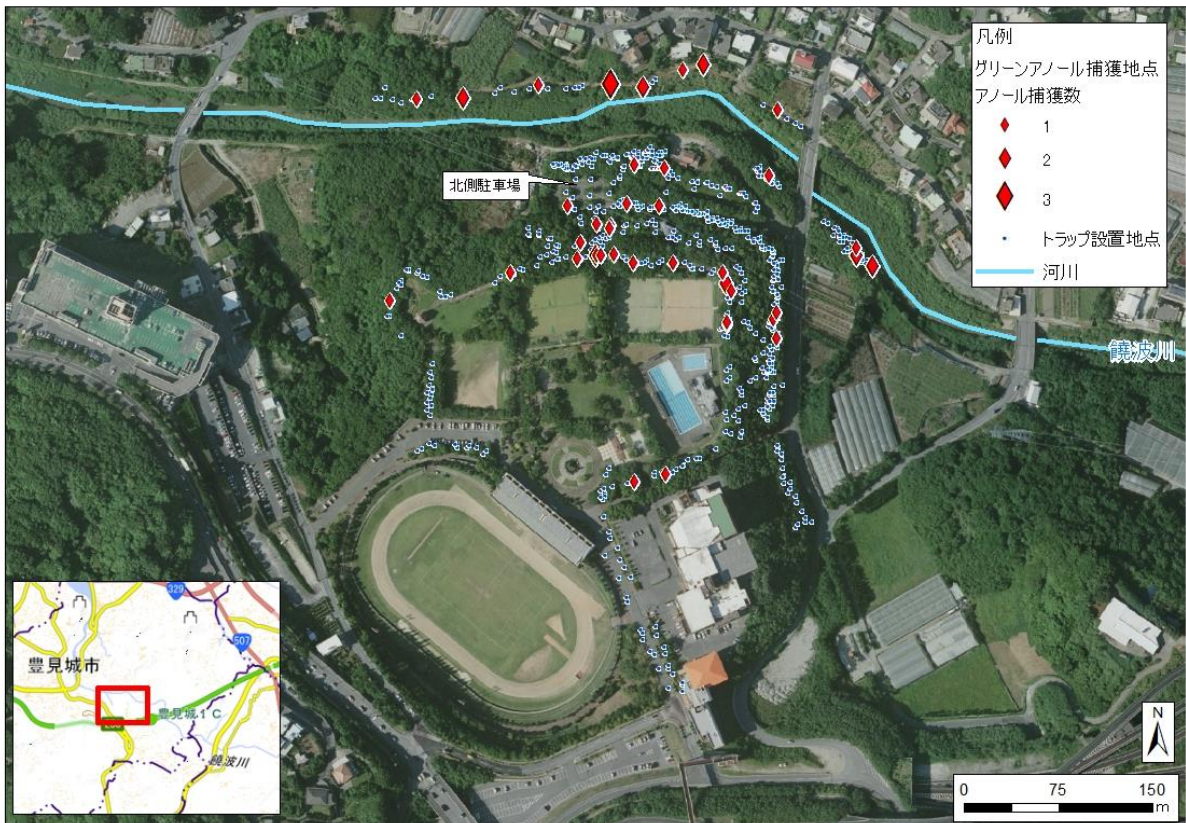 凡例
グリーンアノール捕獲地点
アノール捕獲数
1
2
3
トラップ設置地点
河川
北側駐車場
饒波川
329
507
豊見城市
豊見城IC
饒波川
N
0 75 150
m